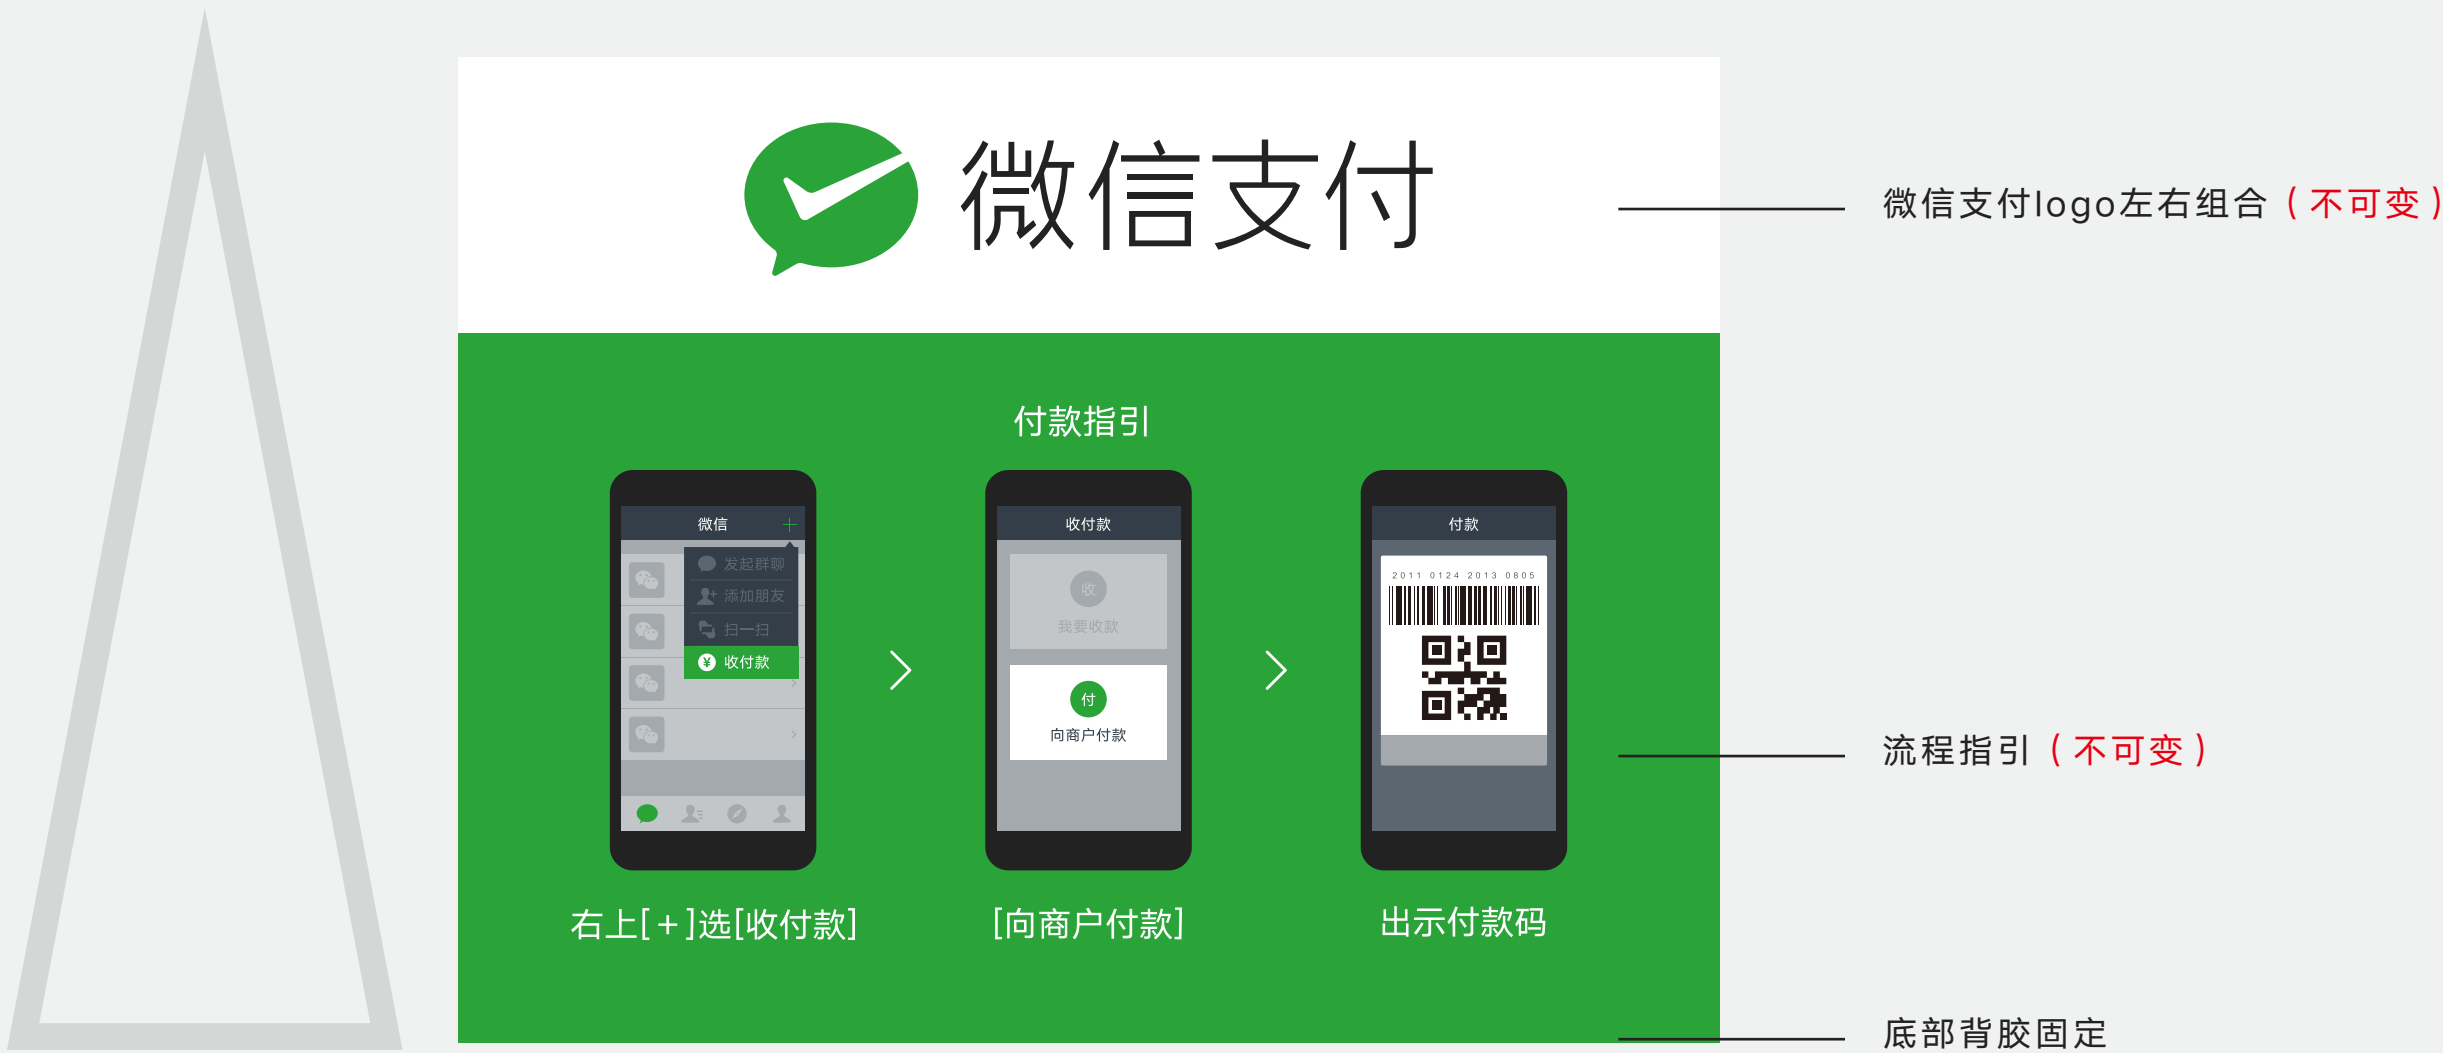 微信支付
微信支付logo左右组合(不可变)
付款指引
微信
发起群聊
添加朋友
扫一扫
¥ 收付款
收付款
收
我要收款
付
向商户付款
付款
2011 0124 2013 0805
流程指引(不可变)
右上[+]选[收付款]
[向商户付款]
出示付款码
底部背胶固定